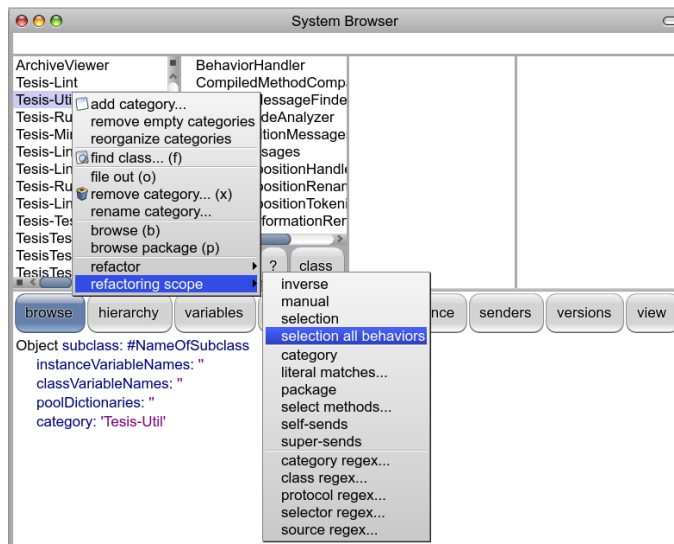 System Browser
ArchiveViewer
Tesis-Lint
Tesis-Uti
Tesis-Ru
Tesis-Mi
Tesis-Lin
Tesis-Lin
Tesis-Ru
Tesis-Lin
Tesis-Tes
TesisTes
TesisTes
TesisTes
BehaviorHandler
CompiledMethodComp
essageFinde
deAnalyzer
itionMessage
sages
positionHandle
positionRenam
positionTokeni
formationRer
? class
add category...
remove empty categories
reorganize categories
find class... (f)
file out (o)
remove category... (x)
rename category...
browse (b)
browse package (p)
refactor
refactoring scope
inverse
manual
selection
selection all behaviors
category
literal matches...
package
select methods...
self-sends
super-sends
category regex...
class regex...
protocol regex...
selector regex...
source regex...
browse hierarchy variables nce senders versions view
Object subclass: #NameOfSubclass
instanceVariableNames: ''
classVariableNames: ''
poolDictionaries: ''
category: 'Tesis-Util'